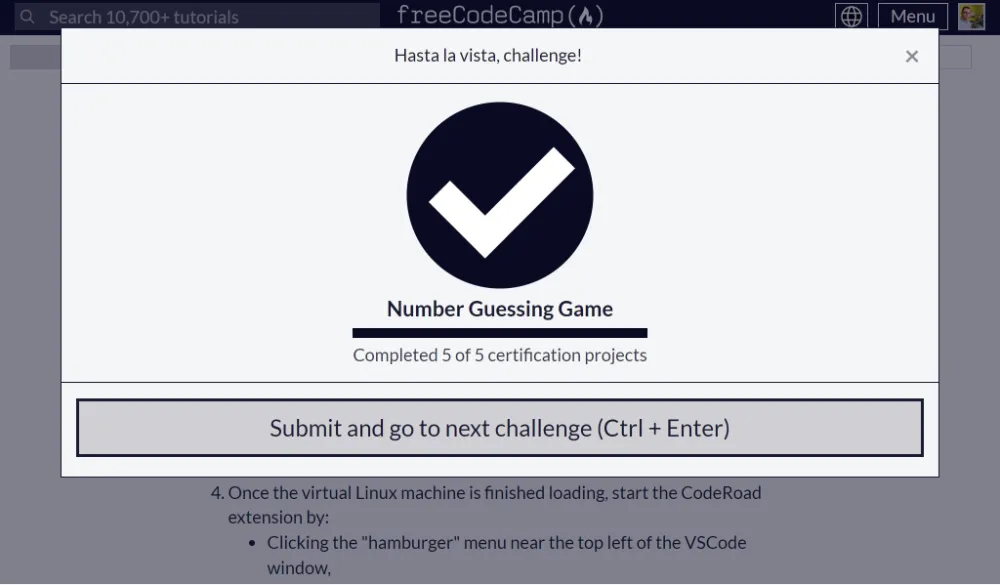 Search 10,700+ tutorials
freeCodeCamp
Menu
Hasta la vista, challenge!
×
Number Guessing Game
Completed 5 of 5 certification projects
Submit and go to next challenge (Ctrl + Enter)
4. Once the virtual Linux machine is finished loading, start the CodeRoad
extension by:
• Clicking the "hamburger" menu near the top left of the VSCode
window,